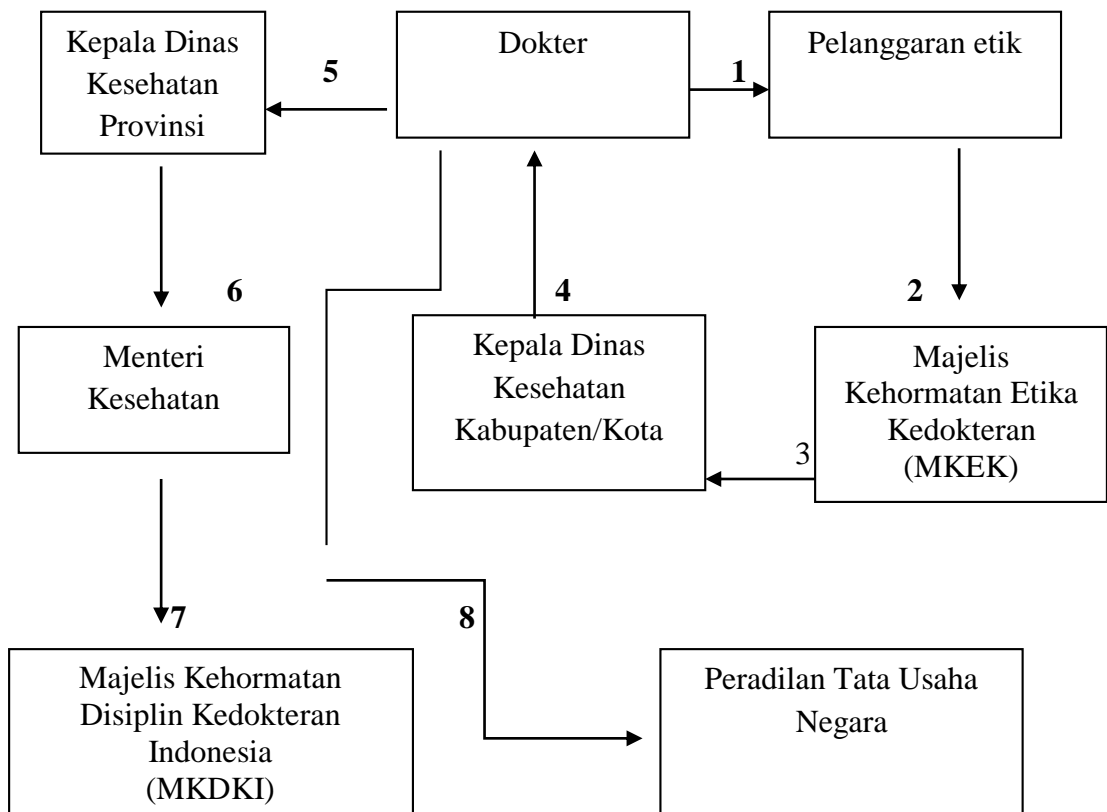 Kepala Dinas
Kesehatan
Provinsi
5
Dokter
1
Pelanggaran etik
6
4
2
Menteri
Kesehatan
Kepala Dinas
Kesehatan
Kabupaten/Kota
3
Majelis
Kehormatan Etika
Kedokteran
(MKEK)
7
8
Majelis Kehormatan
Disiplin Kedokteran
Indonesia
(MKDKI)
Peradilan Tata Usaha
Negara